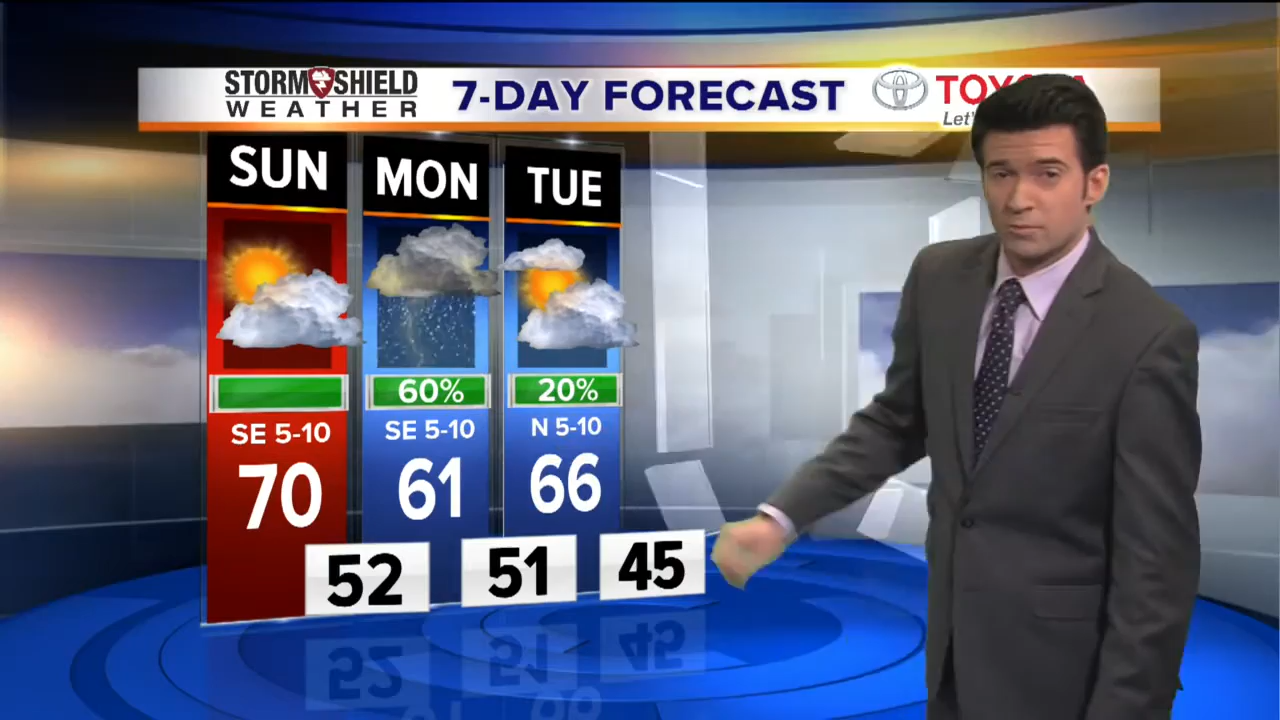 STORM SHIELD
WEATHER
7-DAY FORECAST
Let'
SUN
MON
TUE
60%
20%
SE 5-10
SE 5-10
N 5-10
70
61
66
52
51
45